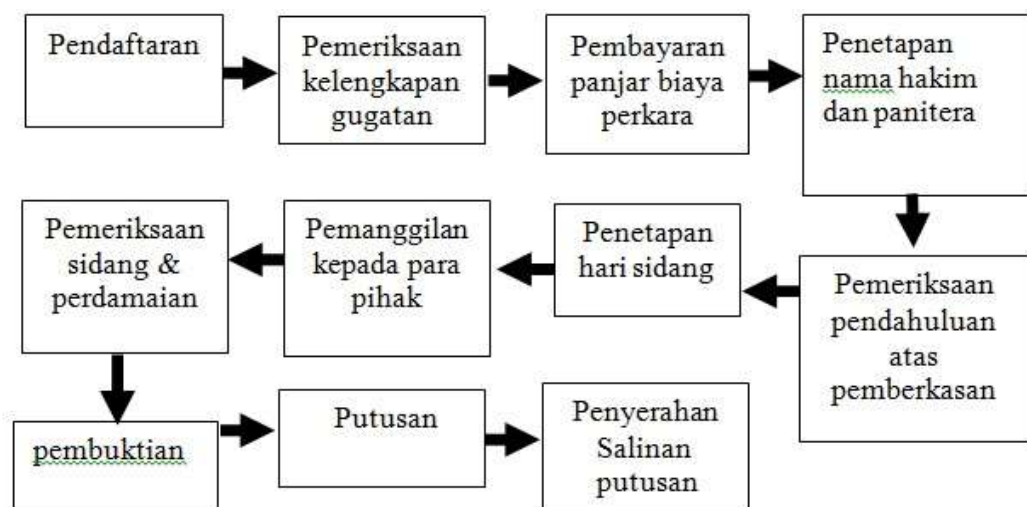 Pendaftaran
Pemeriksaan
kelengkapan
gugatan
Pembayaran
panjar biaya
perkara
Penetapan
nama hakim
dan panitera
Pemeriksaan
pendahuluan
atas
pemberkasan
Penetapan
hari sidang
Pemanggilan
kepada para
pihak
Pemeriksaan
sidang &
perdamaian
pembuktian
Putusan
Penyerahan
Salinan
putusan